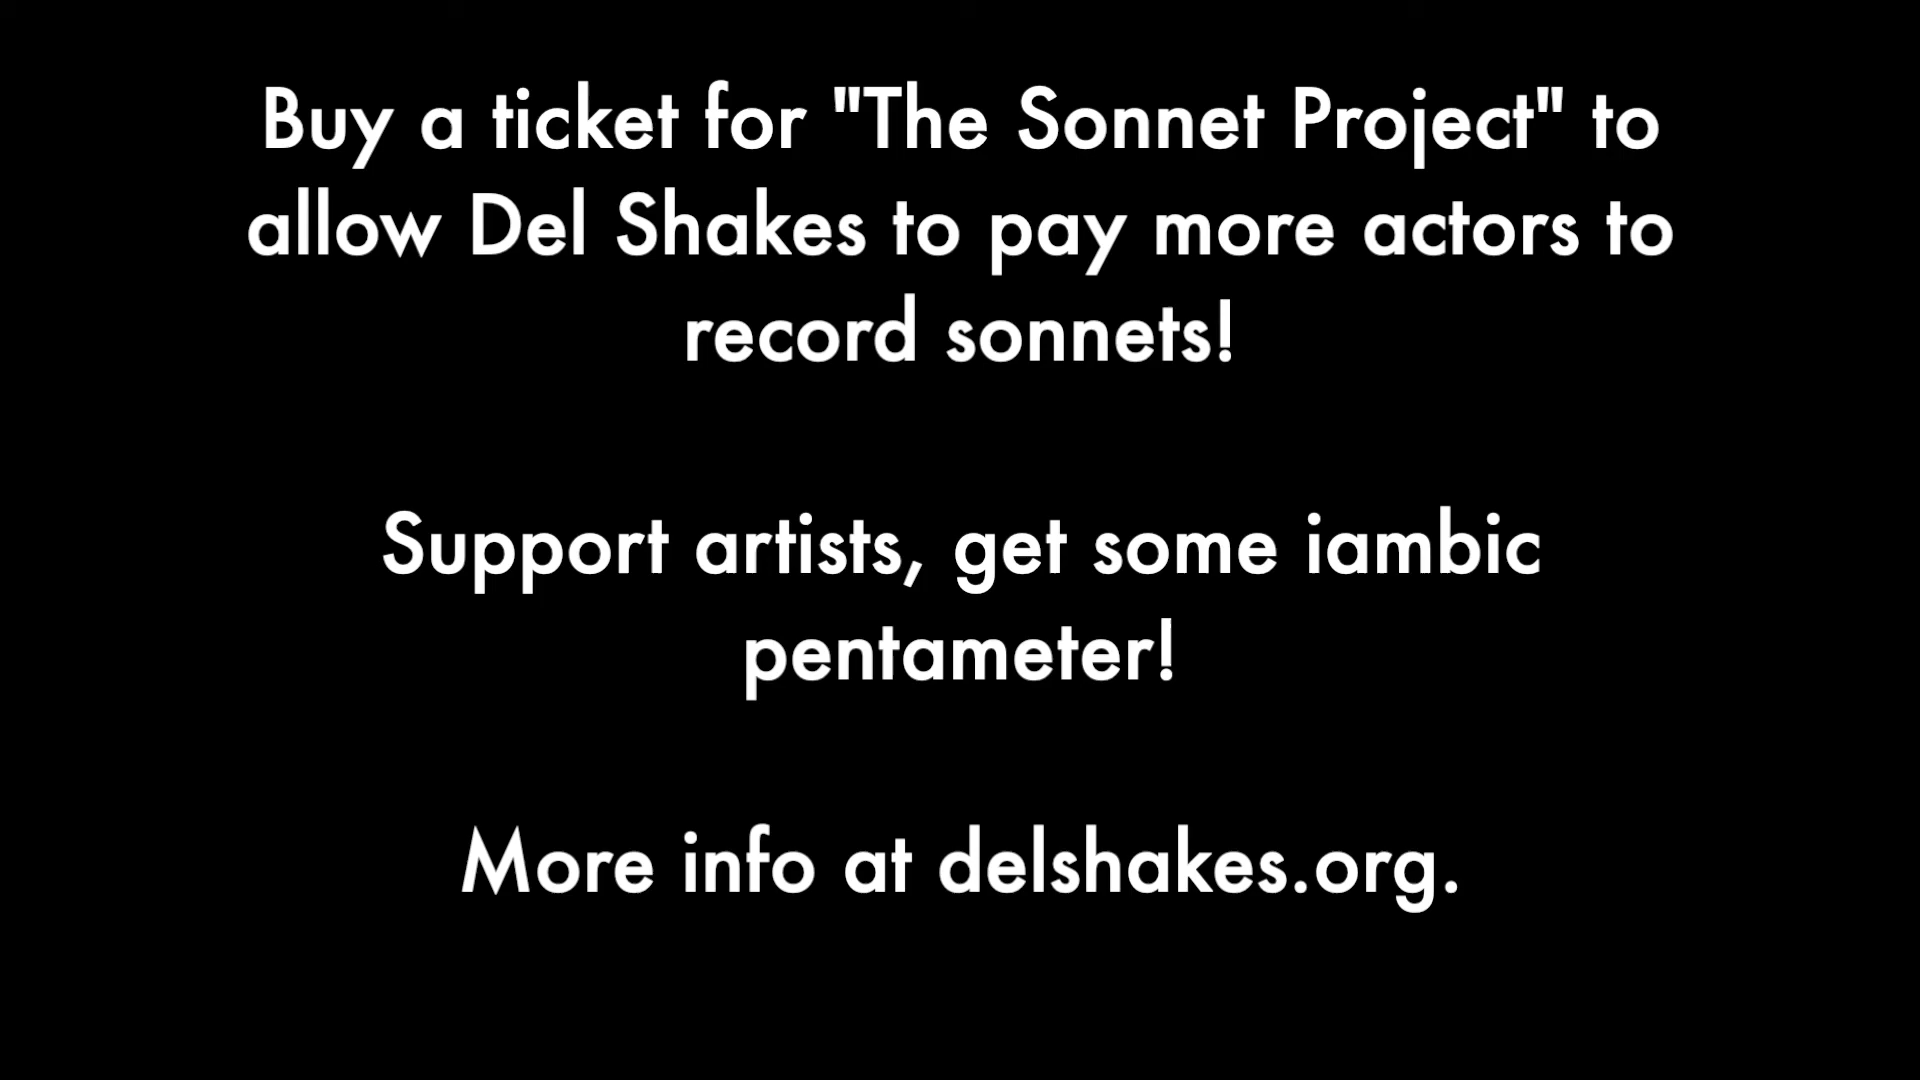 Buy a ticket for "The Sonnet Project" to
allow Del Shakes to pay more actors to
record sonnets!
Support artists, get some iambic
pentameter!
More info at delshakes.org.